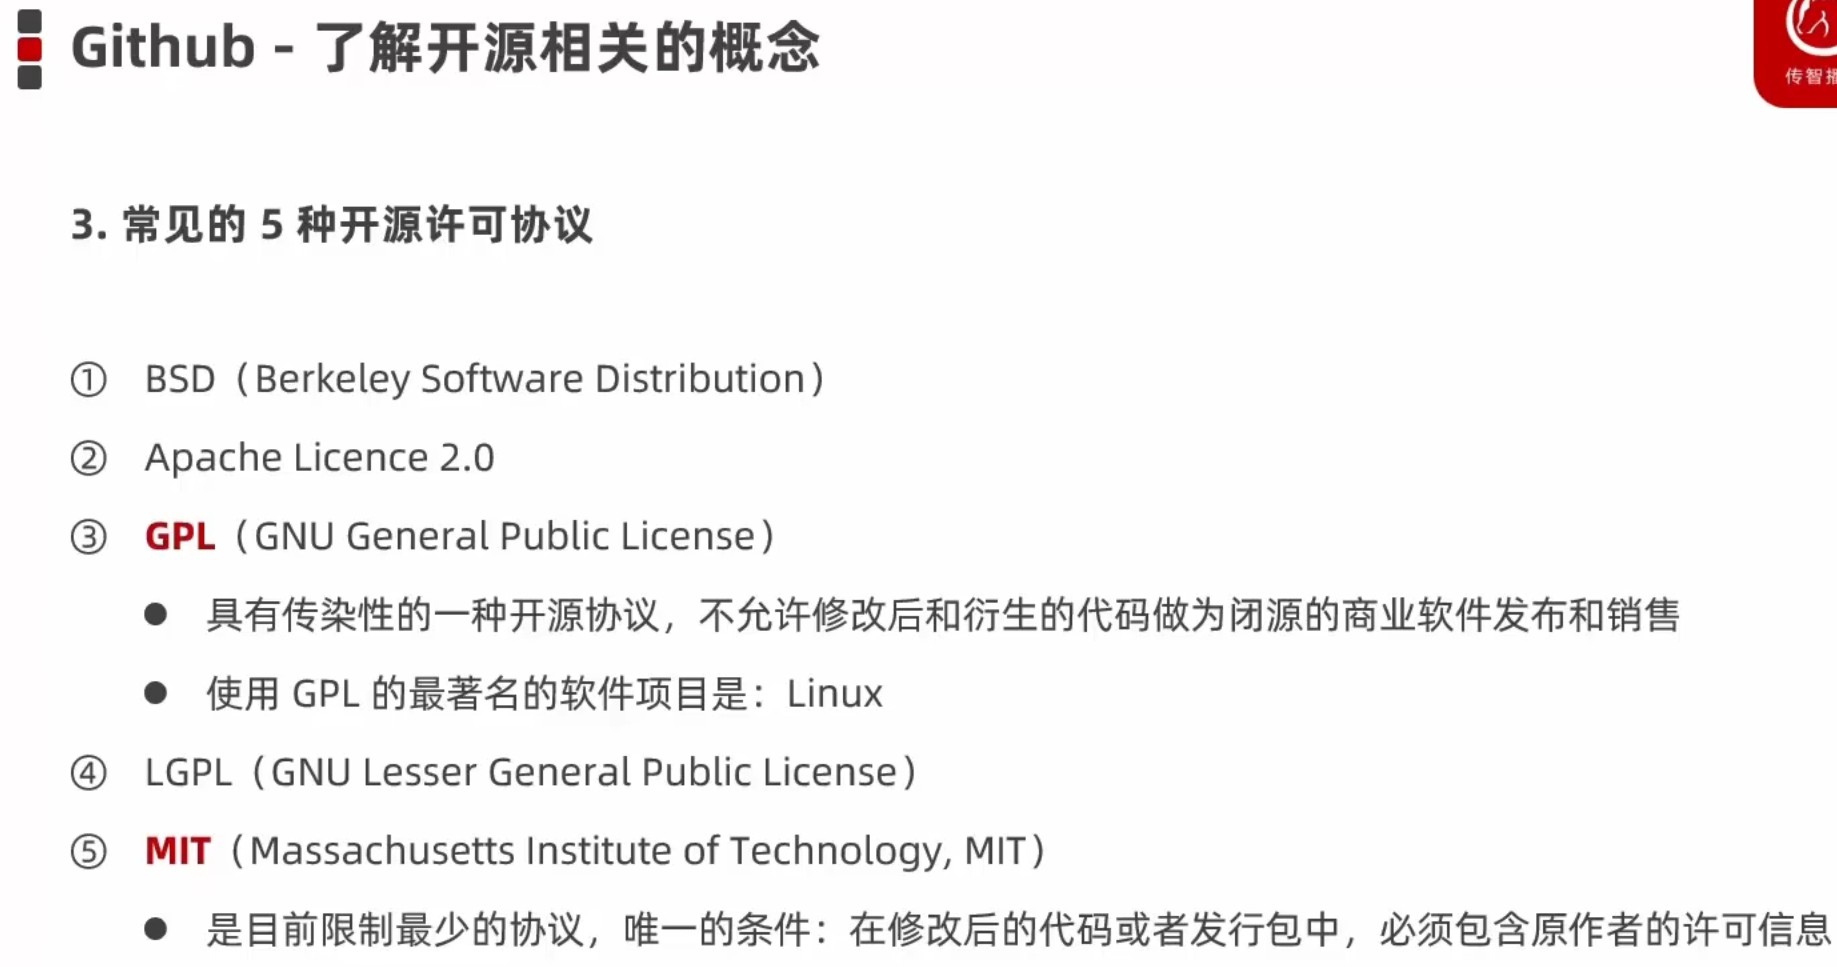 Github - 了解开源相关的概念
传智播
3. 常见的 5 种开源许可协议
① BSD（Berkeley Software Distribution）
② Apache Licence 2.0
③ GPL（GNU General Public License）
● 具有传染性的一种开源协议，不允许修改后和衍生的代码做为闭源的商业软件发布和销售
● 使用 GPL 的最著名的软件项目是：Linux
④ LGPL（GNU Lesser General Public License）
⑤ MIT（Massachusetts Institute of Technology, MIT）
● 是目前限制最少的协议，唯一的条件：在修改后的代码或者发行包中，必须包含原作者的许可信息